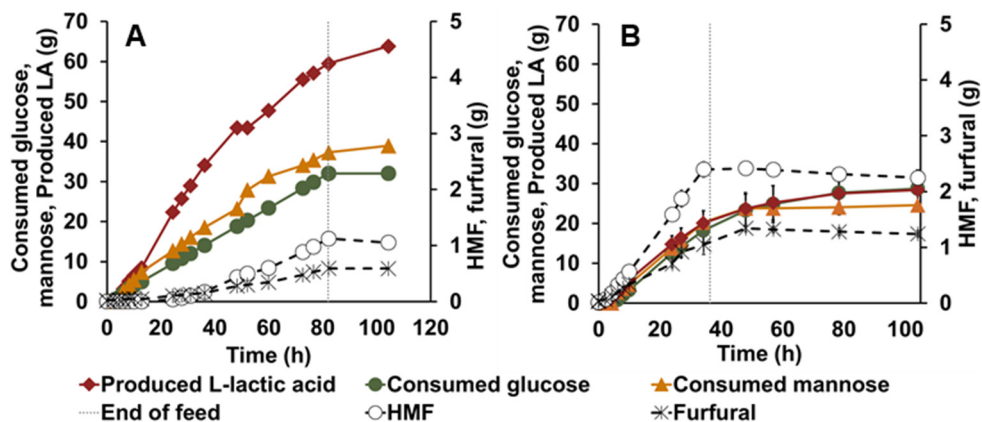 A
B
Consumed glucose,
mannose, Produced LA (g)
70
60
50
40
30
20
10
0
5
4
3
2
1
0
HMF, furfural (g)
0 20 40 60 80 100 120
Time (h)
Consumed glucose,
mannose, Produced LA (g)
70
60
50
40
30
20
10
0
5
4
3
2
1
0
HMF, furfural (g)
0 20 40 60 80 100
Time (h)
Produced L-lactic acid Consumed glucose Consumed mannose
End of feed HMF Furfural